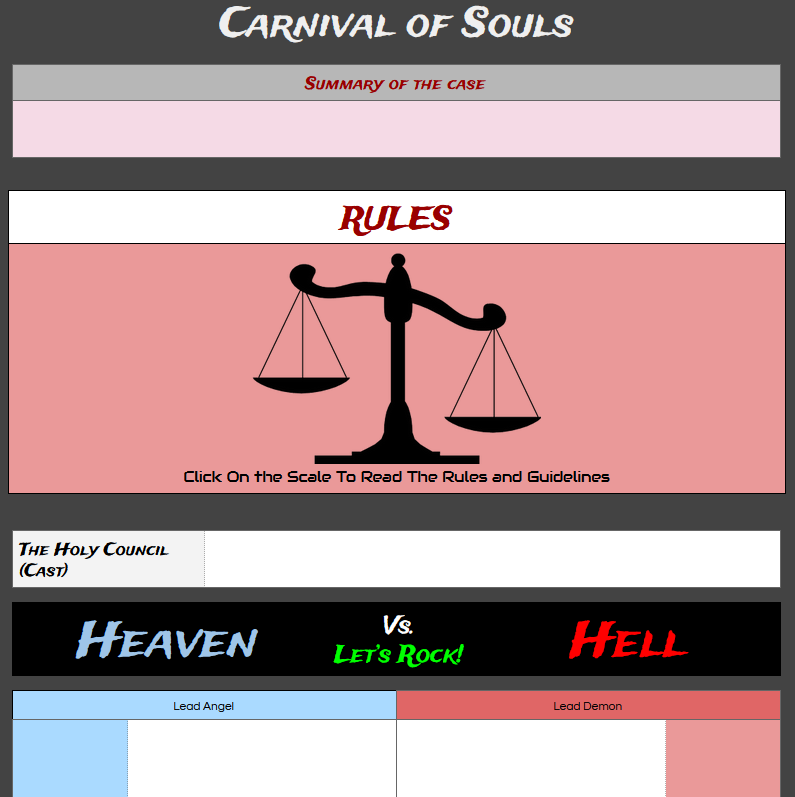 Carnival of Souls
Summary of the case
RULES
Click On the Scale To Read The Rules and Guidelines
The Holy Council
(Cast)
Heaven
Vs.
Let's Rock!
Hell
Lead Angel
Lead Demon